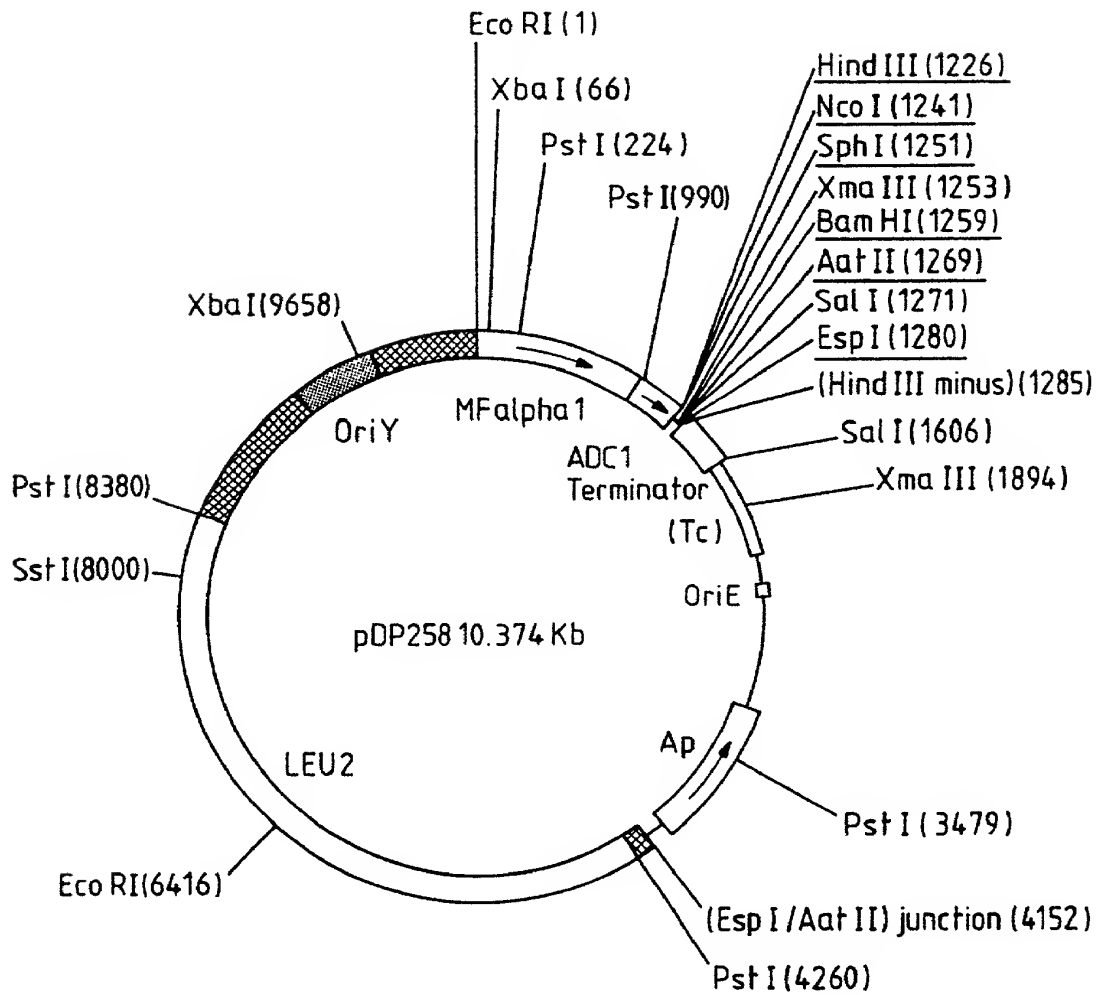 Eco RI (1)
Xba I (66)
Pst I (224)
Pst I (990)
Hind III (1226)
Nco I (1241)
Sph I (1251)
Xma III (1253)
Bam HI (1259)
Aat II (1269)
Sal I (1271)
Esp I (1280)
(Hind III minus) (1285)
Sal I (1606)
Xma III (1894)
Xba I (9658)
OriY
MFalpha1
ADC1
Terminator
(Tc)
OriE
Pst I (8380)
Sst I (8000)
pDP258 10.374 Kb
LEU2
Ap
Pst I (3479)
Eco RI (6416)
(Esp I / Aat II) junction (4152)
Pst I (4260)